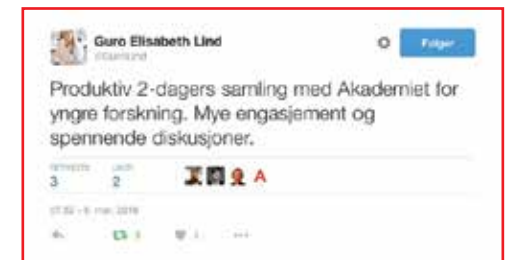 Guro Elisabeth Lind
Følger
Produktiv 2-dagers samling med Akademiet for
yngre forskning. Mye engasjement og
spennende diskusjoner.
3 2 A